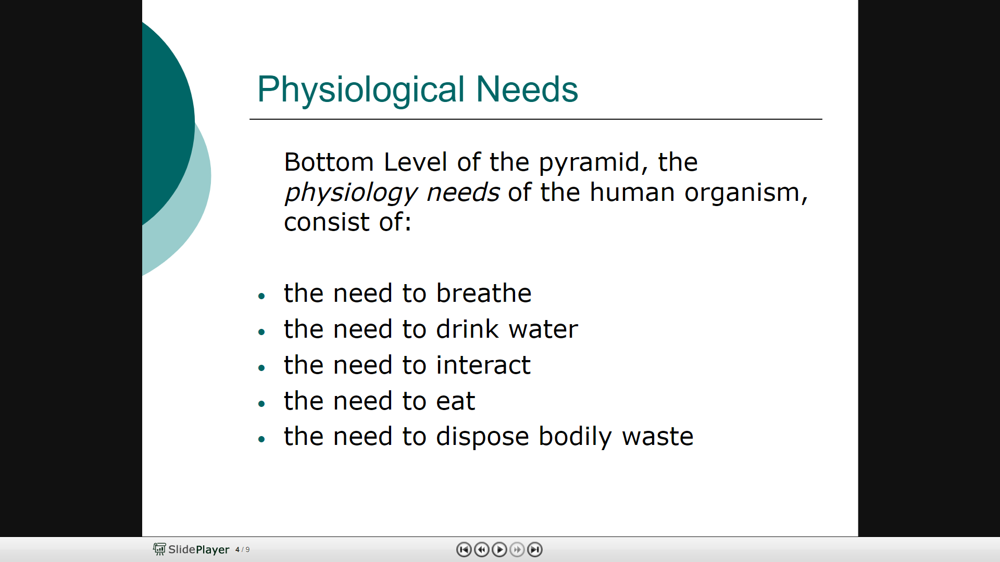 Physiological Needs
Bottom Level of the pyramid, the
physiology needs of the human organism,
consist of:
• the need to breathe
• the need to drink water
• the need to interact
• the need to eat
• the need to dispose bodily waste
SlidePlayer 4 / 9